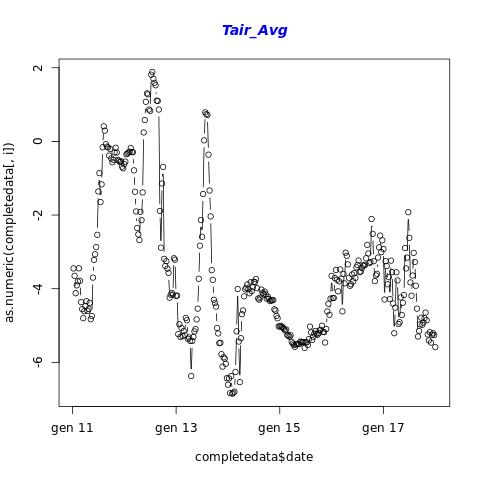 Tair_Avg
as.numeric(completedata[, i])
2
0
-2
-4
-6
gen 11
gen 13
gen 15
gen 17
completedata$date